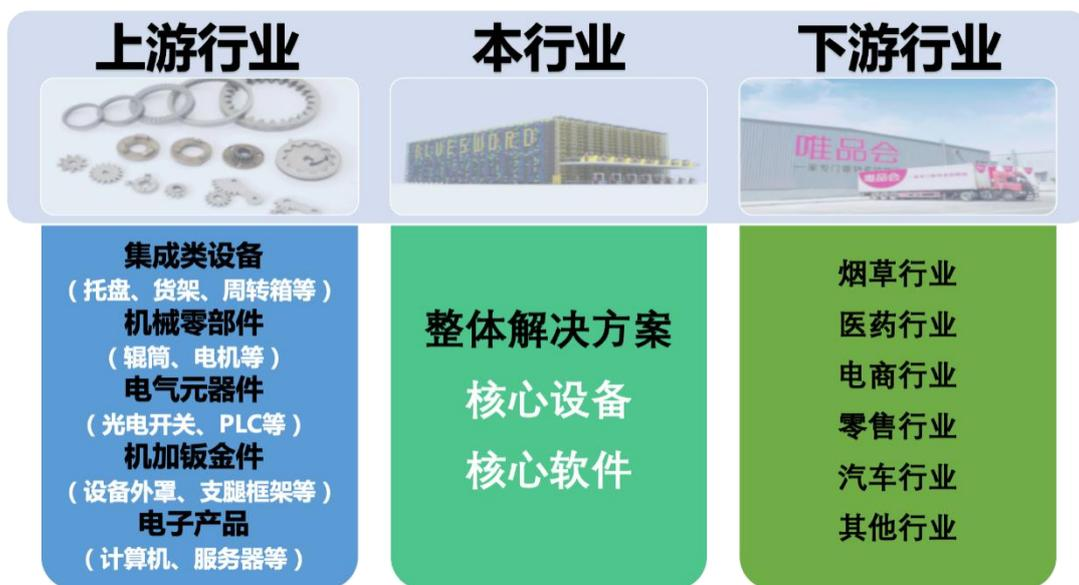 上游行业
本行业
下游行业
BLUESWORD
唯品会
唯品会
集成类设备
（托盘、货架、周转箱等）
机械零部件
（辊筒、电机等）
电气元器件
（光电开关、PLC等）
机加钣金件
（设备外罩、支腿框架等）
电子产品
（计算机、服务器等）
整体解决方案
核心设备
核心软件
烟草行业
医药行业
电商行业
零售行业
汽车行业
其他行业